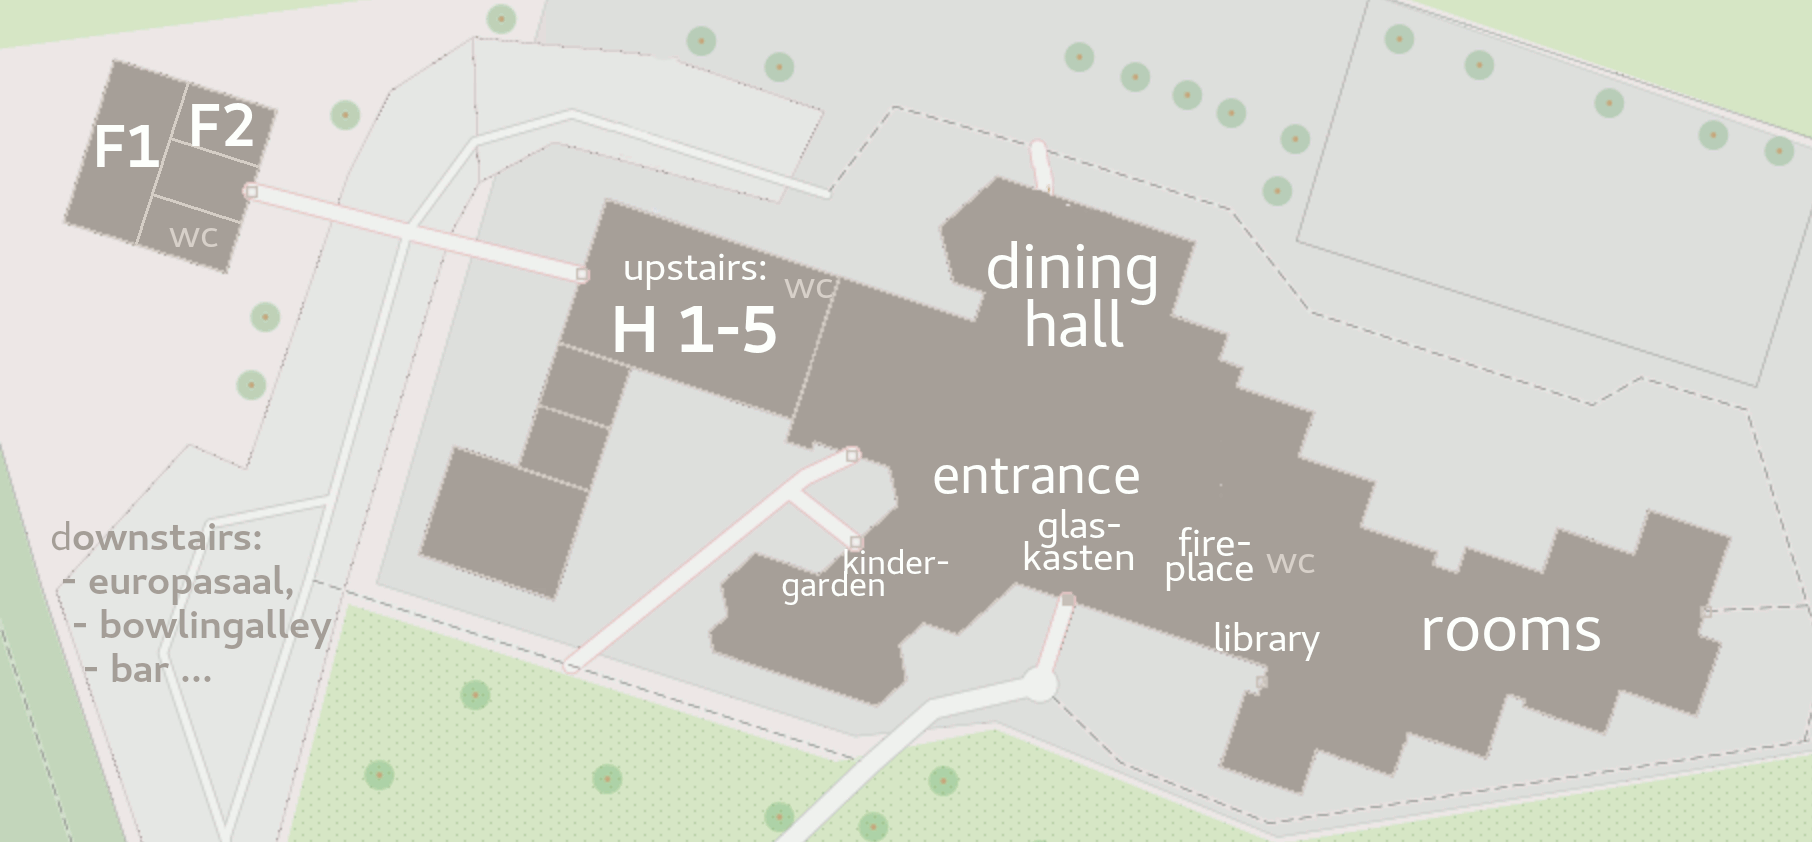 F1
F2
wc
upstairs:
wc
H 1-5
dining
hall
entrance
glas-
kasten
fire-
place
wc
kinder-
garden
library
rooms
downstairs:
- europasaal,
- bowlingalley
- bar ...